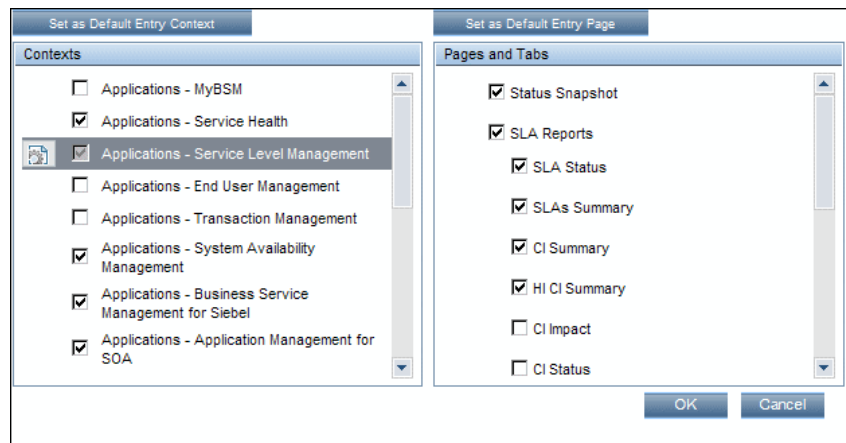 Set as Default Entry Context
Set as Default Entry Page
Contexts
Applications - MyBSM
Applications - Service Health
Applications - Service Level Management
Applications - End User Management
Applications - Transaction Management
Applications - System Availability
Management
Applications - Business Service
Management for Siebel
Applications - Application Management for
SOA
Pages and Tabs
Status Snapshot
SLA Reports
SLA Status
SLAs Summary
CI Summary
HI CI Summary
CI Impact
CI Status
OK
Cancel